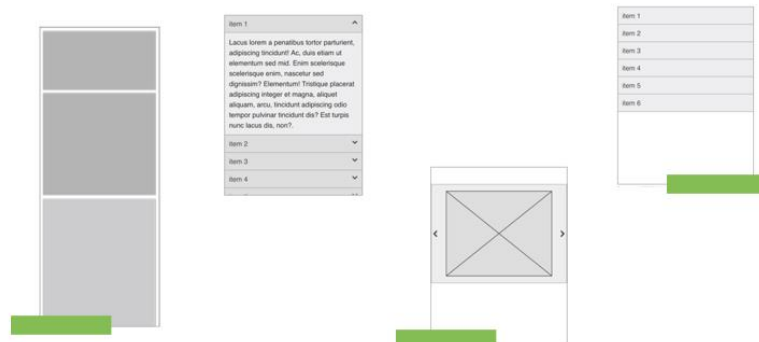 item 1
Lacus lorem a penatibus tortor parturient,
adipiscing tincidunt! Ac, duis etiam ut
elementum sed mid. Enim scelerisque
scelerisque enim, nascetur sed
dignissim? Elementum! Tristique placerat
adipiscing integer et magna, aliquet
aliquam, arcu, tincidunt adipiscing odio
tempor pulvinar tincidunt dis? Est turpis
nunc lacus dis, non?.
item 2
item 3
item 4
item 1
item 2
item 3
item 4
item 5
item 6